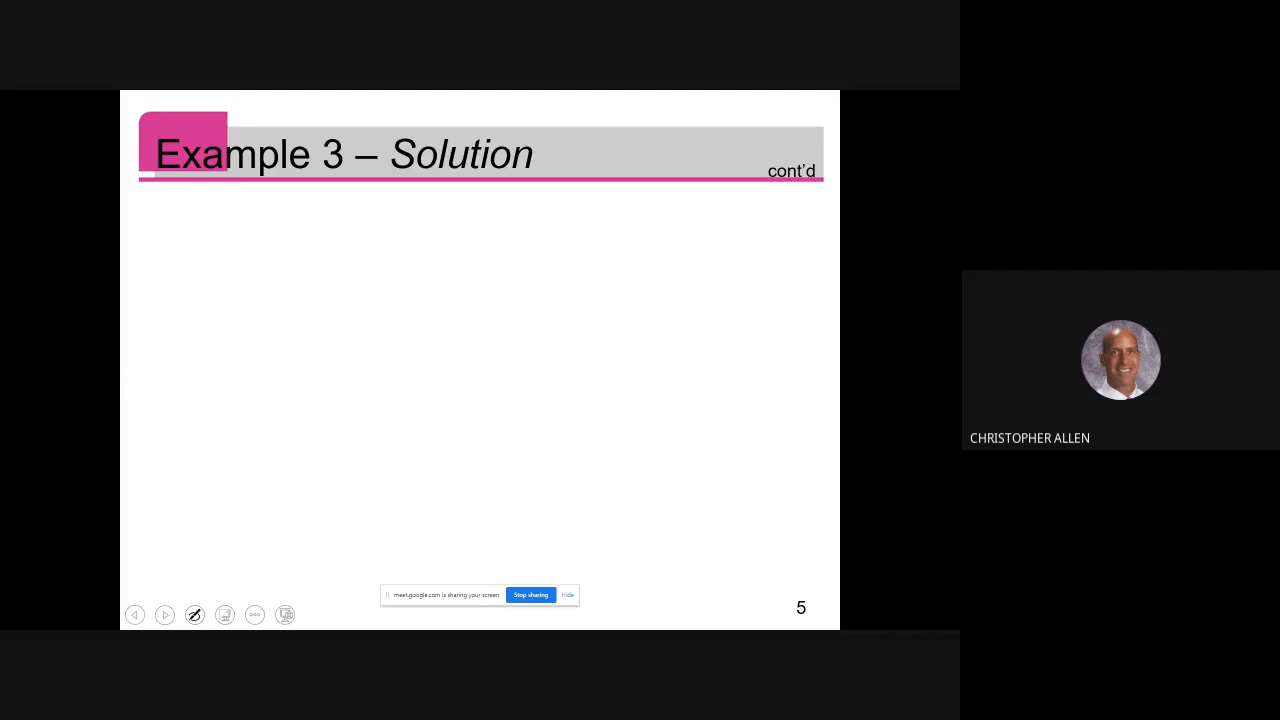 Example 3 – Solution
cont'd
CHRISTOPHER ALLEN
meet.google.com is sharing your screen.
Stop sharing
Hide
5